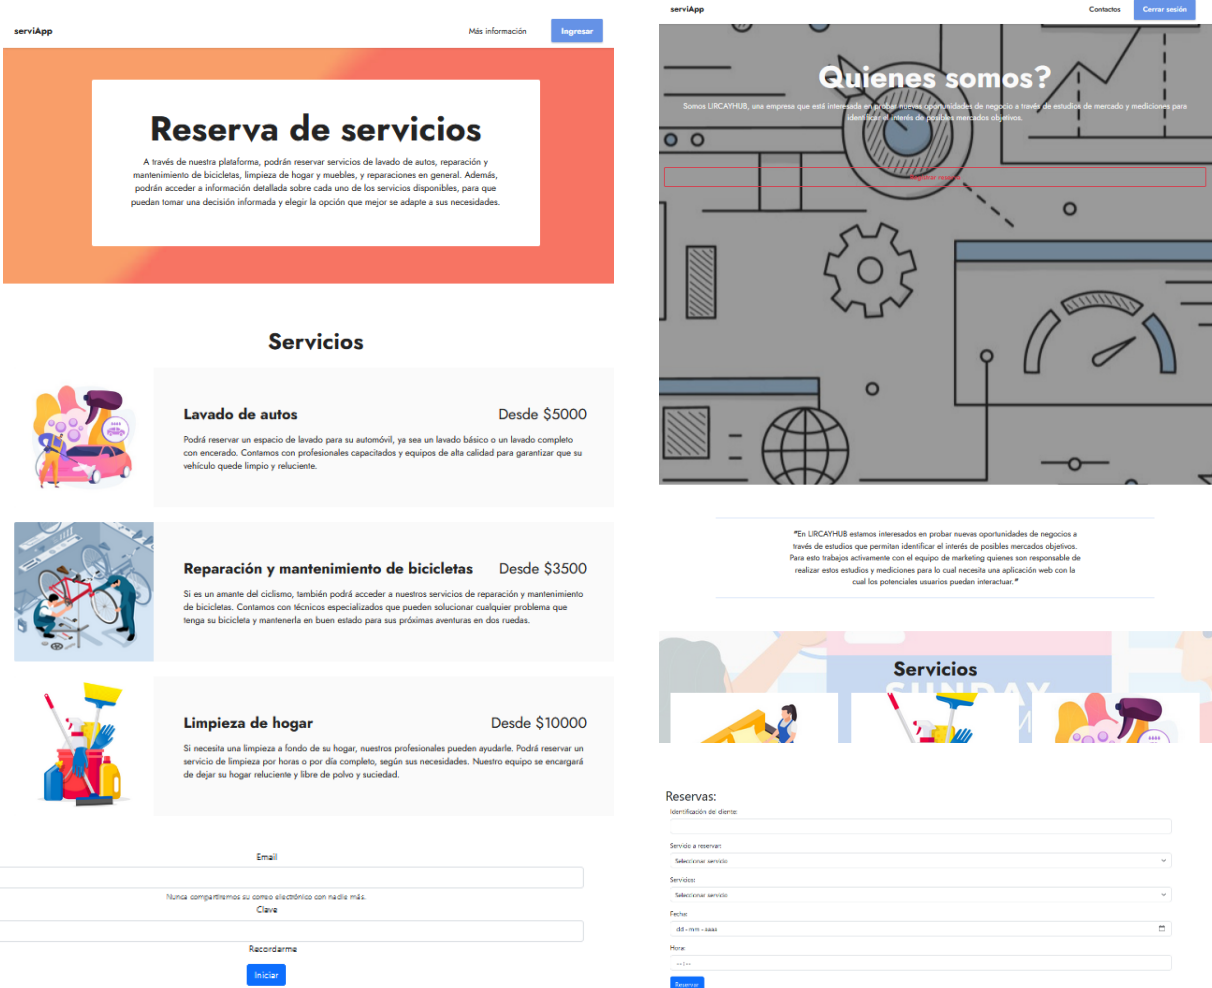 serviApp
Más información
Ingresar
Reserva de servicios
A través de nuestra plataforma, podrán reservar servicios de lavado de autos, reparación y
mantenimiento de bicicletas, limpieza de hogar y muebles, y reparaciones en general. Además,
podrán acceder a información detallada sobre cada uno de los servicios disponibles, para que
puedan tomar una decisión informada y elegir la opción que mejor se adapte a sus necesidades.
Servicios
Lavado de autos
Desde $5000
Podrá reservar un espacio de lavado para su automóvil, ya sea un lavado básico o un lavado completo
con encerado. Contamos con profesionales capacitados y equipos de alta calidad para garantizar que su
vehículo quede limpio y reluciente.
Reparación y mantenimiento de bicicletas
Desde $3500
Si es un amante del ciclismo, también podrá acceder a nuestros servicios de reparación y mantenimiento
de bicicletas. Contamos con técnicos especializados que pueden solucionar cualquier problema que
tenga su bicicleta y mantenerla en buen estado para sus próximas aventuras en dos ruedas.
Limpieza de hogar
Desde $10000
Si necesita una limpieza a fondo de su hogar, nuestros profesionales pueden ayudarle. Podrá reservar un
servicio de limpieza por horas o por día completo, según sus necesidades. Nuestro equipo se encargará
de dejar su hogar reluciente y libre de polvo y suciedad.
Email
Nunca compartiremos su correo electrónico con nadie más.
Clave
Recordarme
Iniciar
serviApp
Contactos
Cerrar sesión
Quienes somos?
Somos LIRCAYHUB, una empresa que está interesada en probar nuevas oportunidades de negocio a través de estudios de mercado y mediciones para
identificar el interés de posibles mercados objetivos.
"En LIRCAYHUB estamos interesados en probar nuevas oportunidades de negocios a
través de estudios que permitan identificar el interés de posibles mercados objetivos.
Para esto trabajos activamente con el equipo de marketing quienes son responsable de
realizar estos estudios y mediciones para lo cual necesita una aplicación web con la
cual los potenciales usuarios puedan interactuar."
Servicios
SUNDAY
Reservas:
Identificación de cliente:
Servicio a reservar:
Seleccionar servicio
Servicios:
Seleccionar servicio
Fecha:
dd-mm-aaaa
Hora:
--:--
Reservar